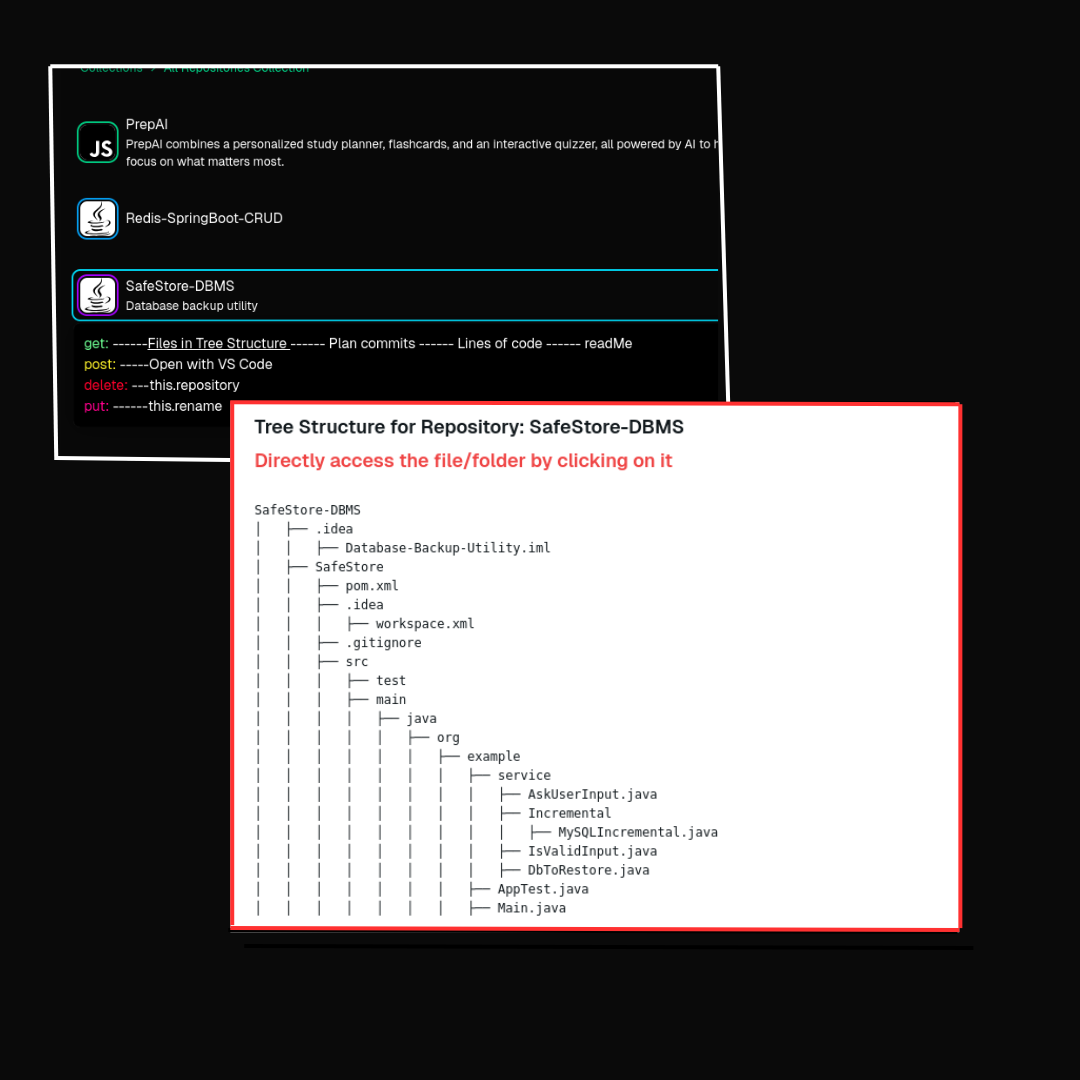 Collections > All Repositories Collection
JS
PrepAI
PrepAI combines a personalized study planner, flashcards, and an interactive quizzer, all powered by AI to
focus on what matters most.
Redis-SpringBoot-CRUD
SafeStore-DBMS
Database backup utility
get: ------Files in Tree Structure ------ Plan commits ------ Lines of code ------ readMe
post: -----Open with VS Code
delete: ---this.repository
put: ------this.rename
Tree Structure for Repository: SafeStore-DBMS
Directly access the file/folder by clicking on it
SafeStore-DBMS
│   ├── .idea
│   │   ├── Database-Backup-Utility.iml
│   ├── SafeStore
│   │   ├── pom.xml
│   │   ├── .idea
│   │   │   ├── workspace.xml
│   │   ├── .gitignore
│   │   ├── src
│   │   │   ├── test
│   │   │   ├── main
│   │   │   │   ├── java
│   │   │   │   │   ├── org
│   │   │   │   │   │   ├── example
│   │   │   │   │   │   │   ├── service
│   │   │   │   │   │   │   │   ├── AskUserInput.java
│   │   │   │   │   │   │   │   ├── Incremental
│   │   │   │   │   │   │   │   │   ├── MySQLIncremental.java
│   │   │   │   │   │   │   │   ├── IsValidInput.java
│   │   │   │   │   │   │   │   ├── DbToRestore.java
│   │   │   │   │   │   │   ├── AppTest.java
│   │   │   │   │   │   │   ├── Main.java